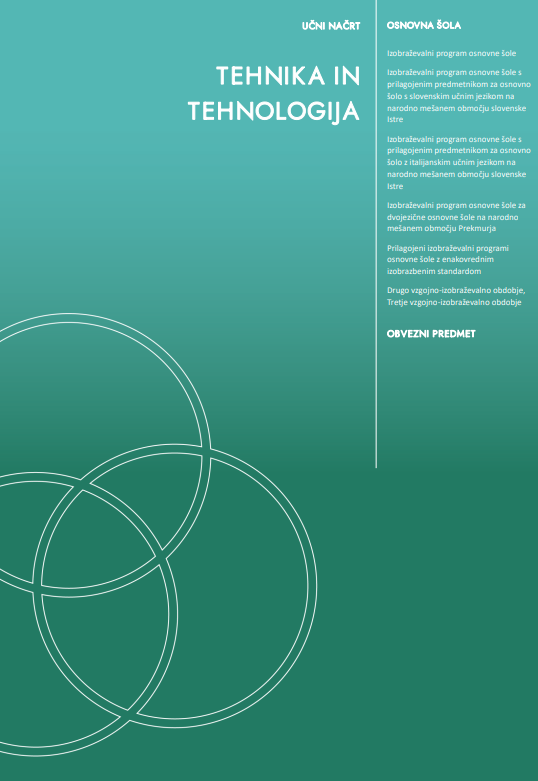 UČNI NAČRT
TEHNIKA IN
TEHNOLOGIJA
OSNOVNA ŠOLA
Izobraževalni program osnovne šole
Izobraževalni program osnovne šole s
prilagojenim predmetnikom za osnovno
šolo s slovenskim učnim jezikom na
narodno mešanem območju slovenske
Istre
Izobraževalni program osnovne šole s
prilagojenim predmetnikom za osnovno
šolo z italijanskim učnim jezikom na
narodno mešanem območju slovenske
Istre
Izobraževalni program osnovne šole za
dvojezične osnovne šole na narodno
mešanem območju Prekmurja
Prilagojeni izobraževalni programi
osnovne šole z enakovrednim
izobrazbenim standardom
Drugo vzgojno-izobraževalno obdobje,
Tretje vzgojno-izobraževalno obdobje
OBVEZNI PREDMET